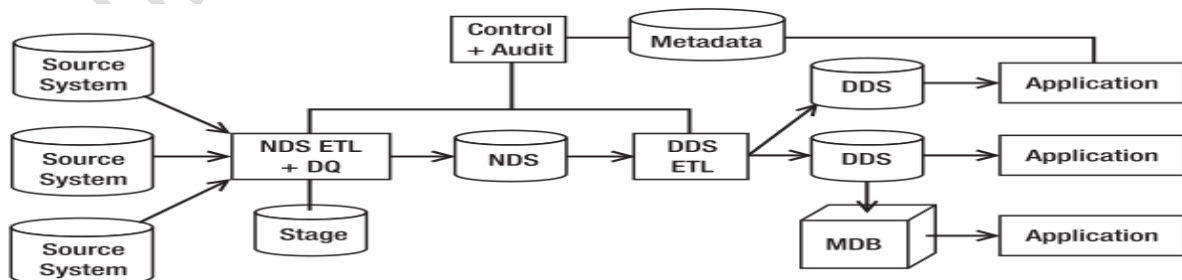 Control
+ Audit
Metadata
Source
System
DDS
Application
Source
System
NDS ETL
+ DQ
NDS
DDS
ETL
DDS
Application
Source
System
Stage
MDB
Application